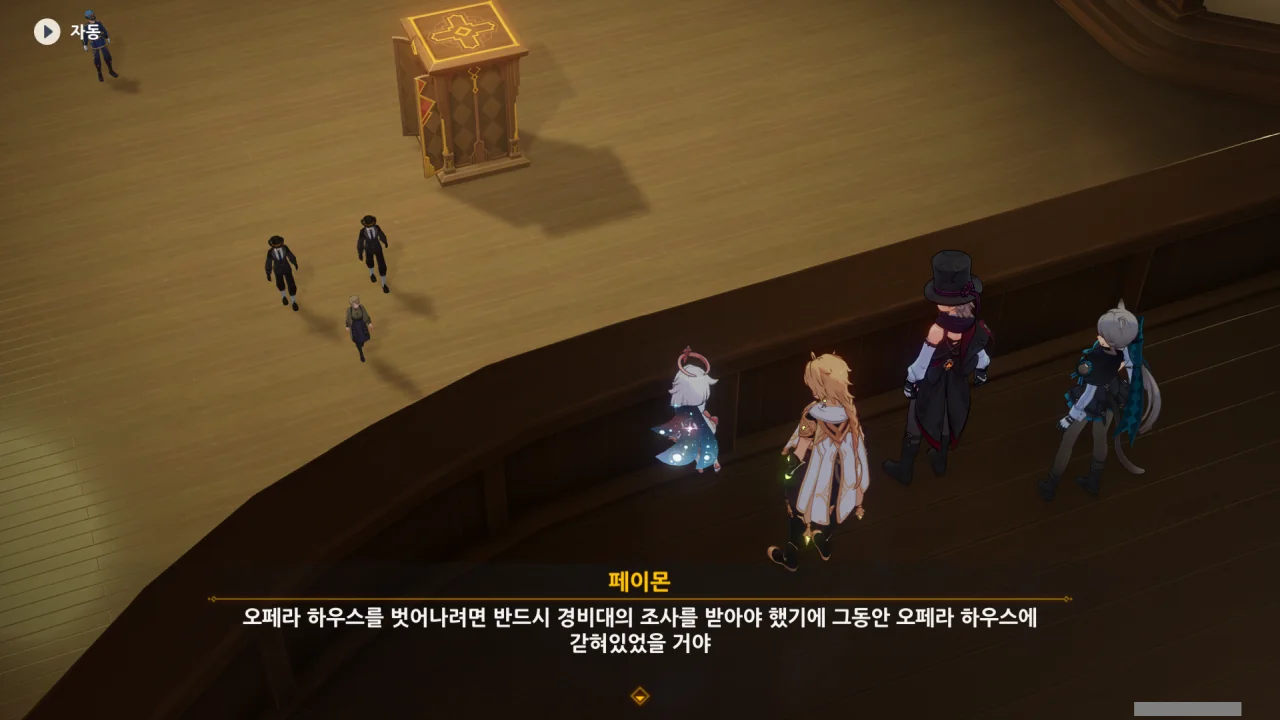 자동
페이몬
오페라 하우스를 벗어나려면 반드시 경비대의 조사를 받아야 했기에 그동안 오페라 하우스에
갇혀있었을 거야